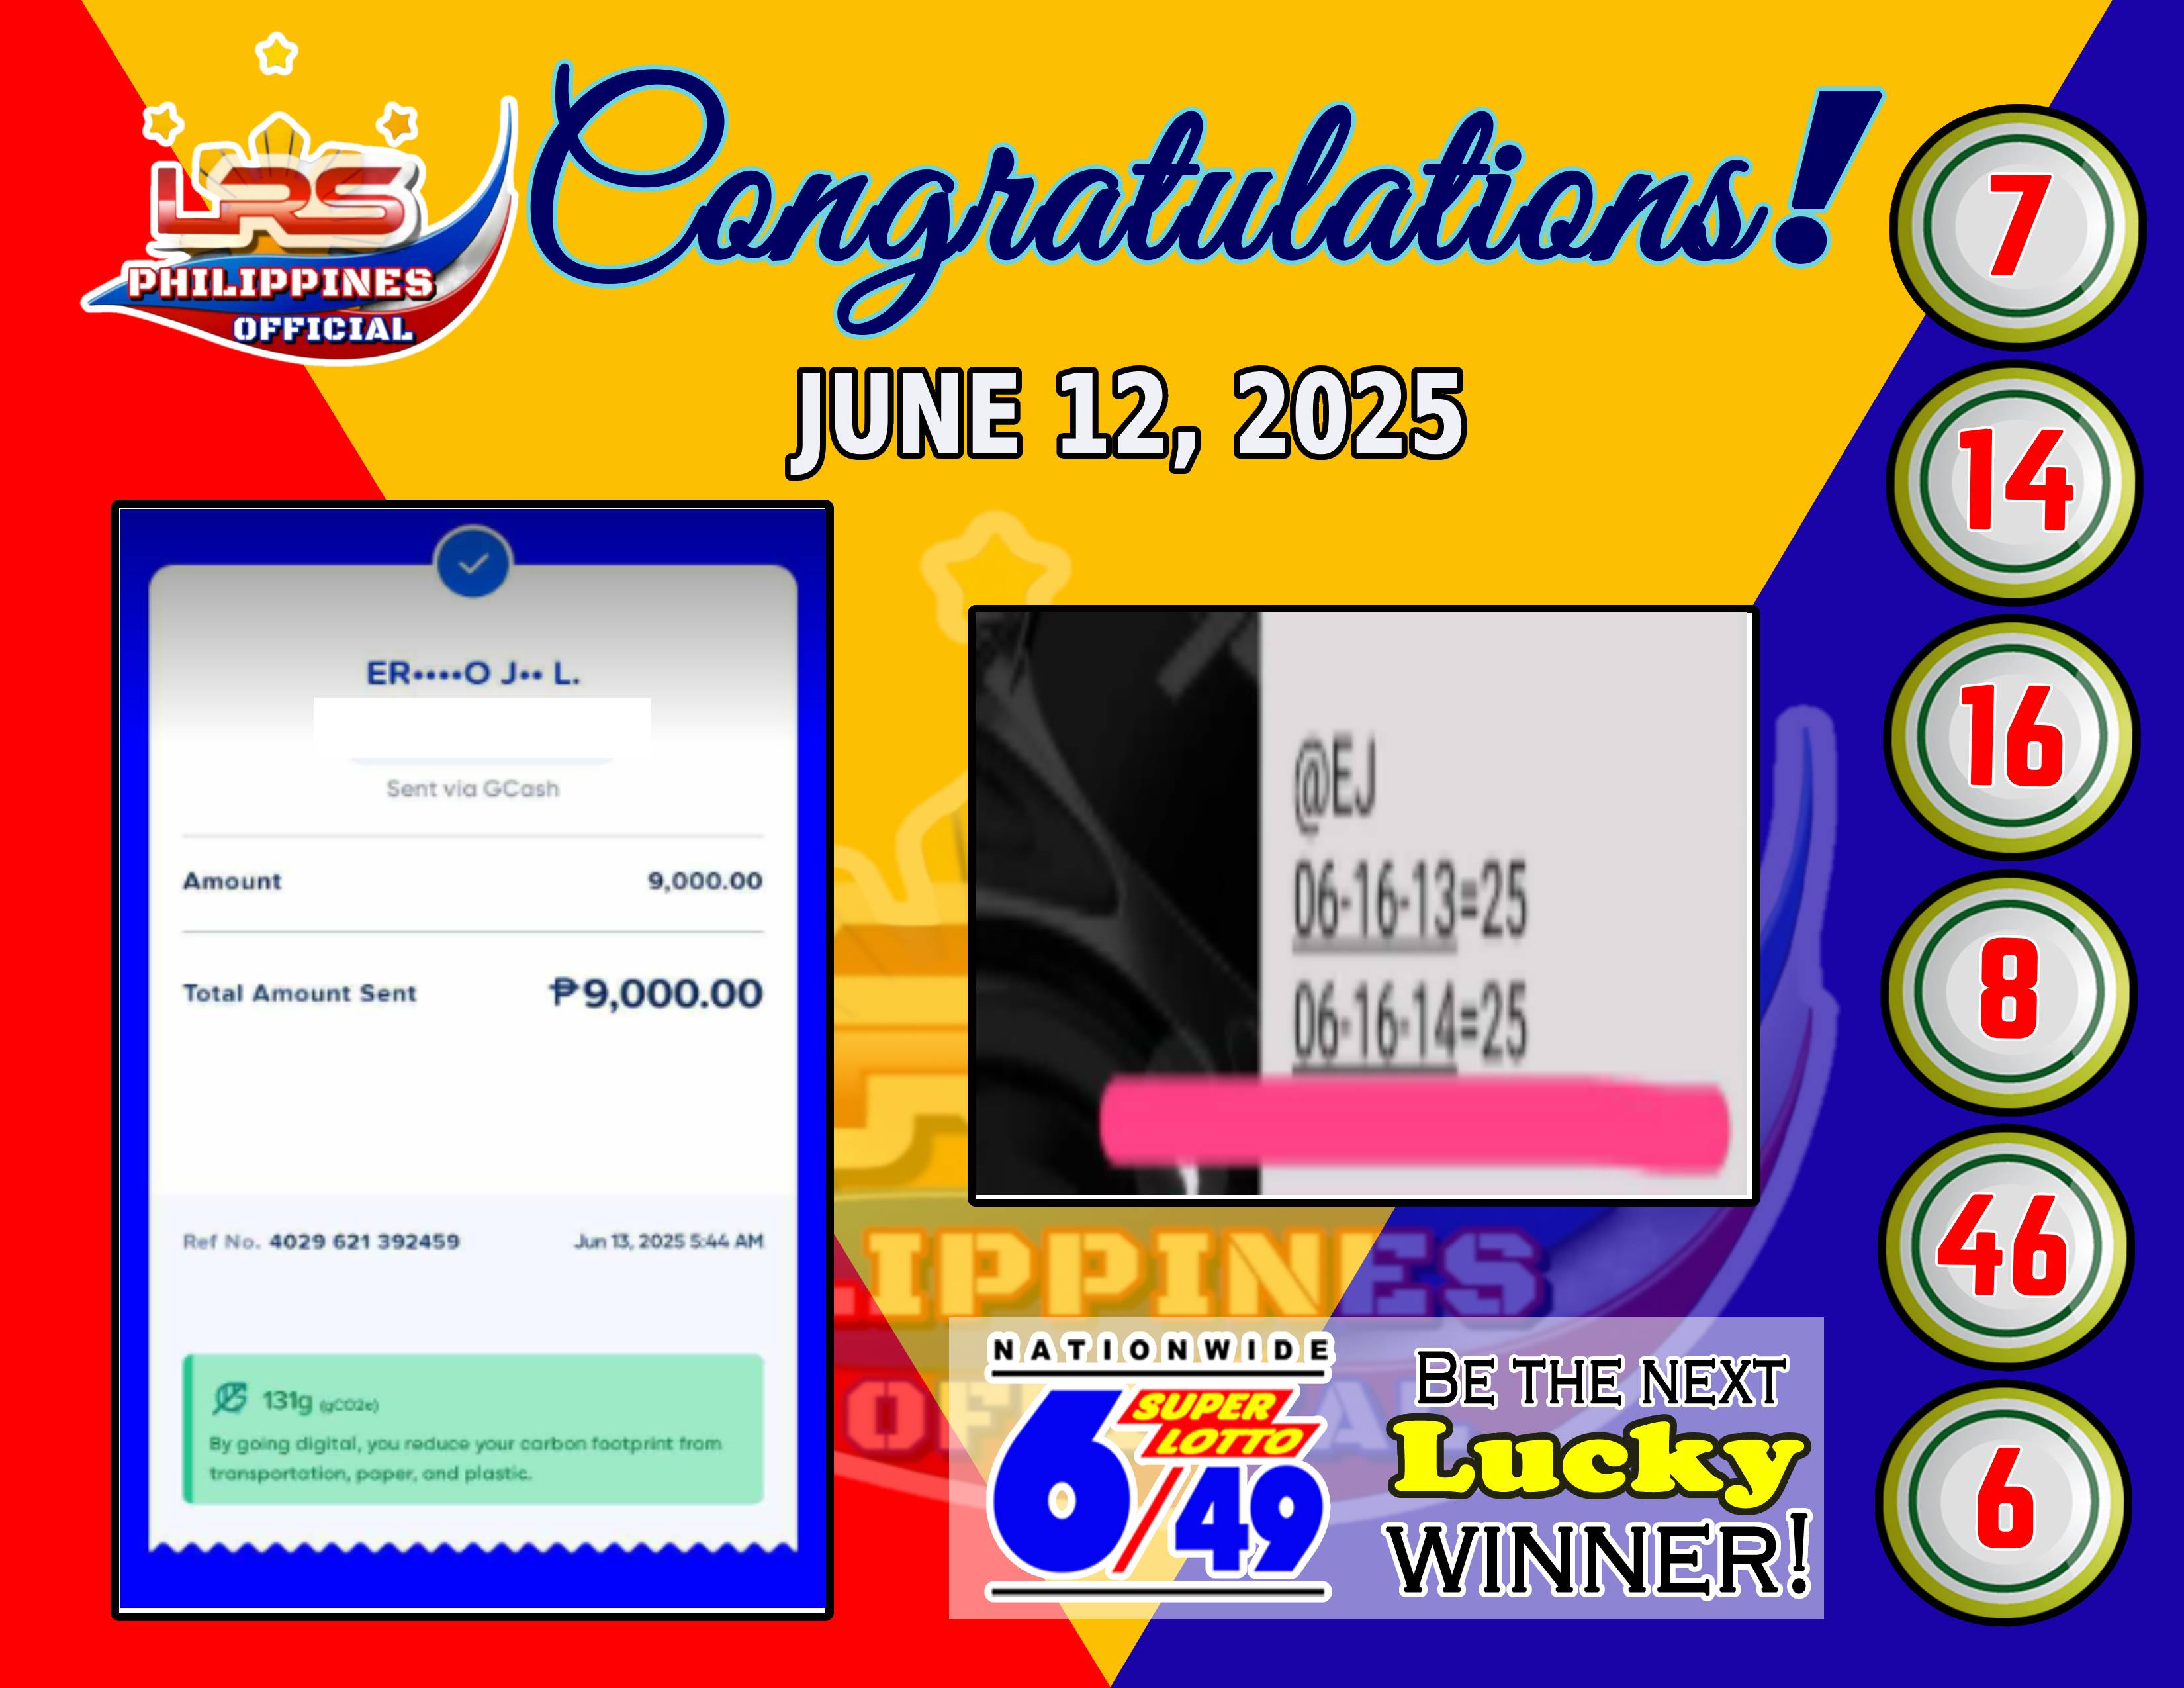 LRS
PHILIPPINES
OFFICIAL
Congratulations!
JUNE 12, 2025
ER••••O J•• L.
Sent via GCash
Amount 9,000.00
Total Amount Sent ₱9,000.00
Ref No. 4029 621 392459 Jun 13, 2025 5:44 AM
131g (gCO2e)
By going digital, you reduce your carbon footprint from
transportation, paper, and plastic.
@EJ
06-16-13=25
06-16-14=25
IPPINES
NATIONWIDE
SUPER
LOTTO
6/49
BE THE NEXT
Lucky
WINNER!
7
14
16
8
46
6